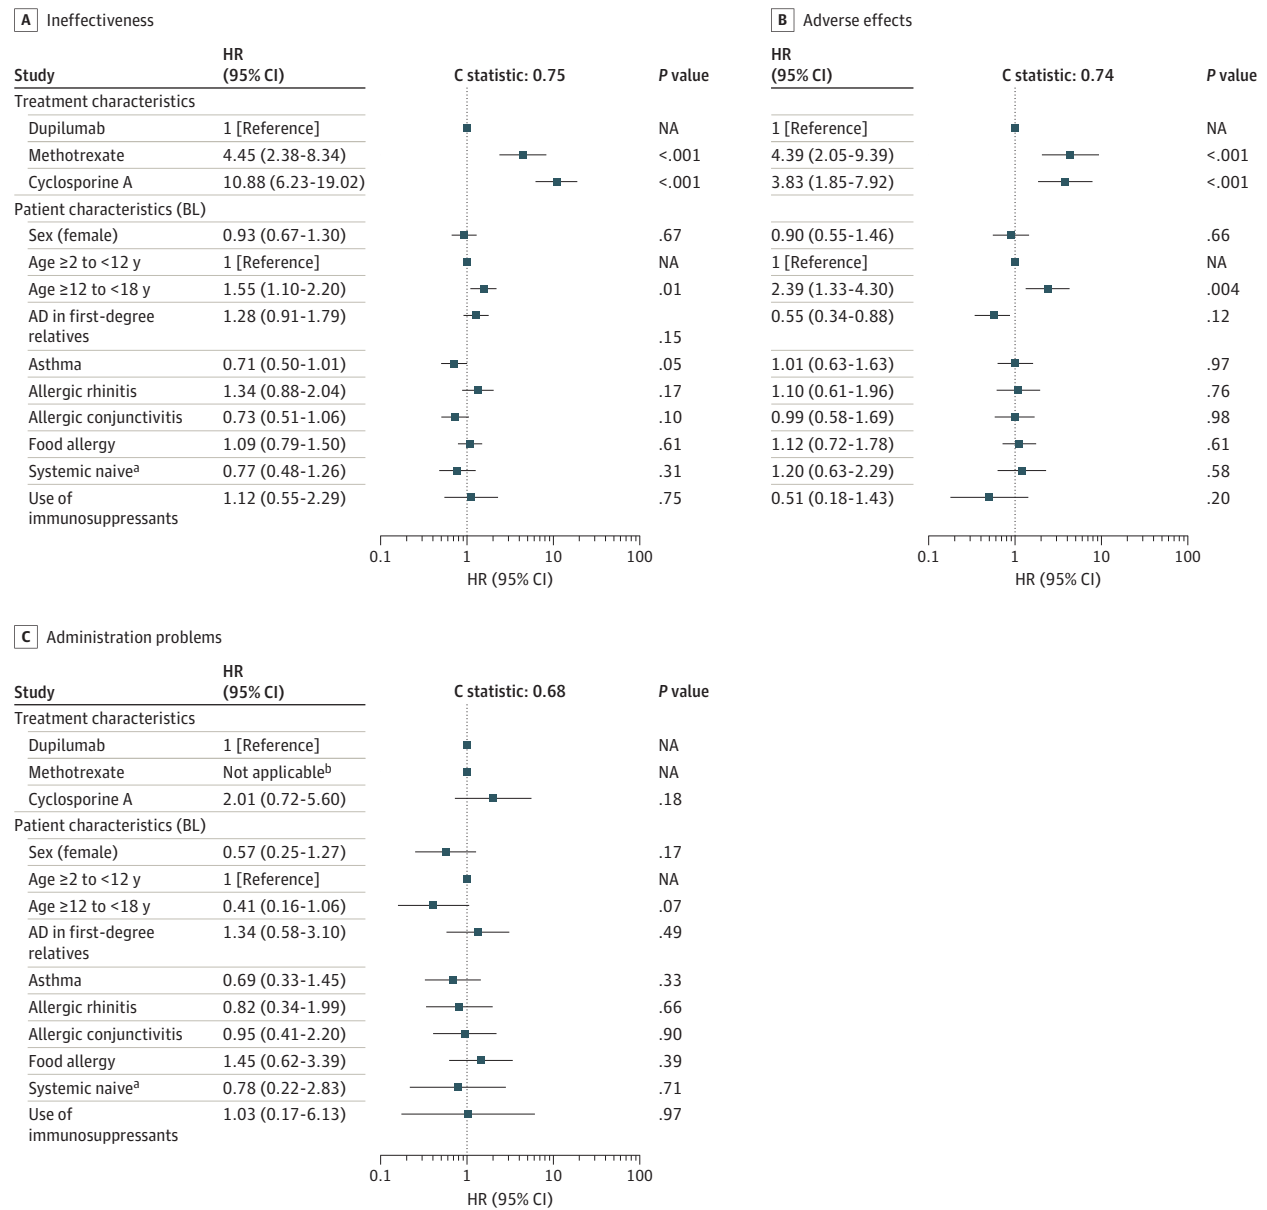 A Ineffectiveness
Study HR (95% CI) C statistic: 0.75 P value
Treatment characteristics
Dupilumab 1 [Reference] NA
Methotrexate 4.45 (2.38-8.34) <.001
Cyclosporine A 10.88 (6.23-19.02) <.001
Patient characteristics (BL)
Sex (female) 0.93 (0.67-1.30) .67
Age ≥2 to <12 y 1 [Reference] NA
Age ≥12 to <18 y 1.55 (1.10-2.20) .01
AD in first-degree 1.28 (0.91-1.79)
relatives .15
Asthma 0.71 (0.50-1.01) .05
Allergic rhinitis 1.34 (0.88-2.04) .17
Allergic conjunctivitis 0.73 (0.51-1.06) .10
Food allergy 1.09 (0.79-1.50) .61
Systemic naiveᵃ 0.77 (0.48-1.26) .31
Use of 1.12 (0.55-2.29) .75
immunosuppressants
0.1 1 10 100
HR (95% CI)
B Adverse effects
HR
(95% CI) C statistic: 0.74 P value
1 [Reference] NA
4.39 (2.05-9.39) <.001
3.83 (1.85-7.92) <.001
0.90 (0.55-1.46) .66
1 [Reference] NA
2.39 (1.33-4.30) .004
0.55 (0.34-0.88) .12
1.01 (0.63-1.63) .97
1.10 (0.61-1.96) .76
0.99 (0.58-1.69) .98
1.12 (0.72-1.78) .61
1.20 (0.63-2.29) .58
0.51 (0.18-1.43) .20
0.1 1 10 100
HR (95% CI)
C Administration problems
HR
Study (95% CI) C statistic: 0.68 P value
Treatment characteristics
Dupilumab 1 [Reference] NA
Methotrexate Not applicableᵇ NA
Cyclosporine A 2.01 (0.72-5.60) .18
Patient characteristics (BL)
Sex (female) 0.57 (0.25-1.27) .17
Age ≥2 to <12 y 1 [Reference] NA
Age ≥12 to <18 y 0.41 (0.16-1.06) .07
AD in first-degree 1.34 (0.58-3.10) .49
relatives
Asthma 0.69 (0.33-1.45) .33
Allergic rhinitis 0.82 (0.34-1.99) .66
Allergic conjunctivitis 0.95 (0.41-2.20) .90
Food allergy 1.45 (0.62-3.39) .39
Systemic naiveᵃ 0.78 (0.22-2.83) .71
Use of 1.03 (0.17-6.13) .97
immunosuppressants
0.1 1 10 100
HR (95% CI)